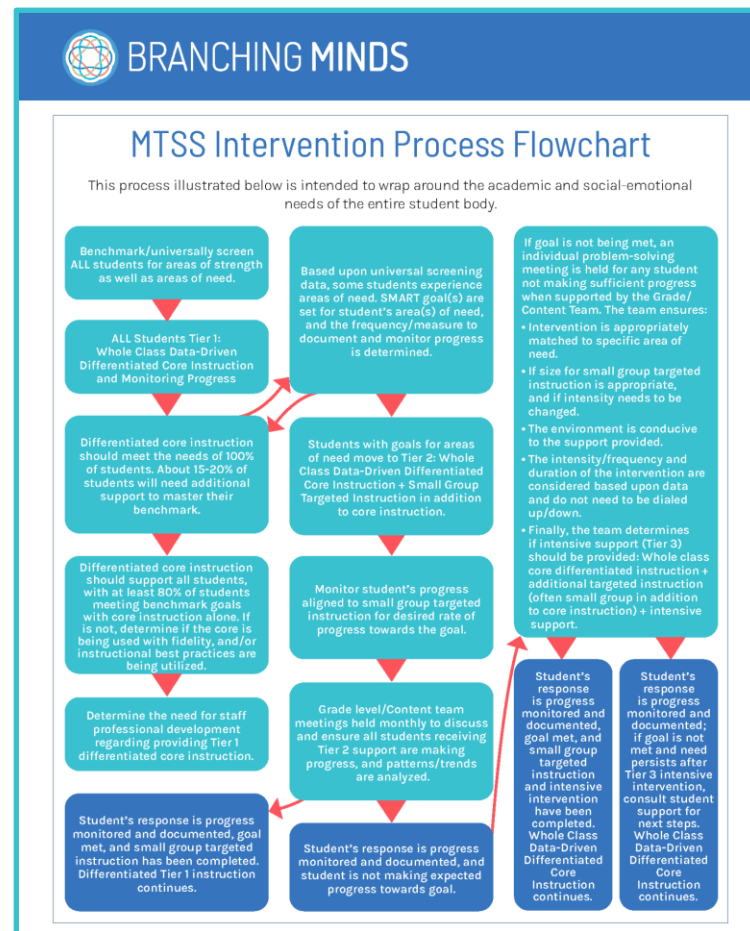 BRANCHING MINDS
MTSS Intervention Process Flowchart
This process illustrated below is intended to wrap around the academic and social-emotional
needs of the entire student body.
Benchmark/universally screen
ALL students for areas of strength
as well as areas of need.
ALL Students Tier 1:
Whole Class Data-Driven
Differentiated Core Instruction
and Monitoring Progress
Differentiated core instruction
should meet the needs of 100%
of students. About 15-20% of
students will need additional
support to master their
benchmark.
Differentiated core instruction
should support all students,
with at least 80% of students
meeting benchmark goals
with core instruction alone. If
is not, determine if the core is
being used with fidelity, and/or
instructional best practices are
being utilized.
Determine the need for staff
professional development
regarding providing Tier 1
differentiated core instruction.
Student's response is progress
monitored and documented, goal
met, and small group targeted
instruction has been completed.
Differentiated Tier 1 instruction
continues.
Based upon universal screening
data, some students experience
areas of need. SMART goal(s) are
set for student's area(s) of need,
and the frequency/measure to
document and monitor progress
is determined.
Students with goals for areas
of need move to Tier 2: Whole
Class Data-Driven Differentiated
Core Instruction + Small Group
Targeted Instruction in addition
to core instruction.
Monitor student's progress
aligned to small group targeted
instruction for desired rate of
progress towards the goal.
Grade level/Content team
meetings held monthly to discuss
and ensure all students receiving
Tier 2 support are making
progress, and patterns/trends
are analyzed.
Student's response is progress
monitored and documented, and
student is not making expected
progress towards goal.
If goal is not being met, an
individual problem-solving
meeting is held for any student
not making sufficient progress
when supported by the Grade/
Content Team. The team ensures:
• Intervention is appropriately
matched to specific area of
need.
• If size for small group targeted
instruction is appropriate,
and if intensity needs to be
changed.
• The environment is conducive
to the support provided.
• The intensity/frequency and
duration of the intervention are
considered based upon data
and do not need to be dialed
up/down.
• Finally, the team determines
if intensive support (Tier 3)
should be provided: Whole class
core differentiated instruction +
additional targeted instruction
(often small group in addition
to core instruction) + intensive
support.
Student's
response
is progress
monitored and
documented,
goal met, and
small group
targeted
instruction
and intensive
intervention
have been
completed.
Whole Class
Data-Driven
Differentiated
Core
Instruction
continues.
Student's
response
is progress
monitored and
documented;
if goal is not
met and need
persists after
Tier 3 intensive
intervention,
consult student
support for
next steps.
Whole Class
Data-Driven
Differentiated
Core
Instruction
continues.